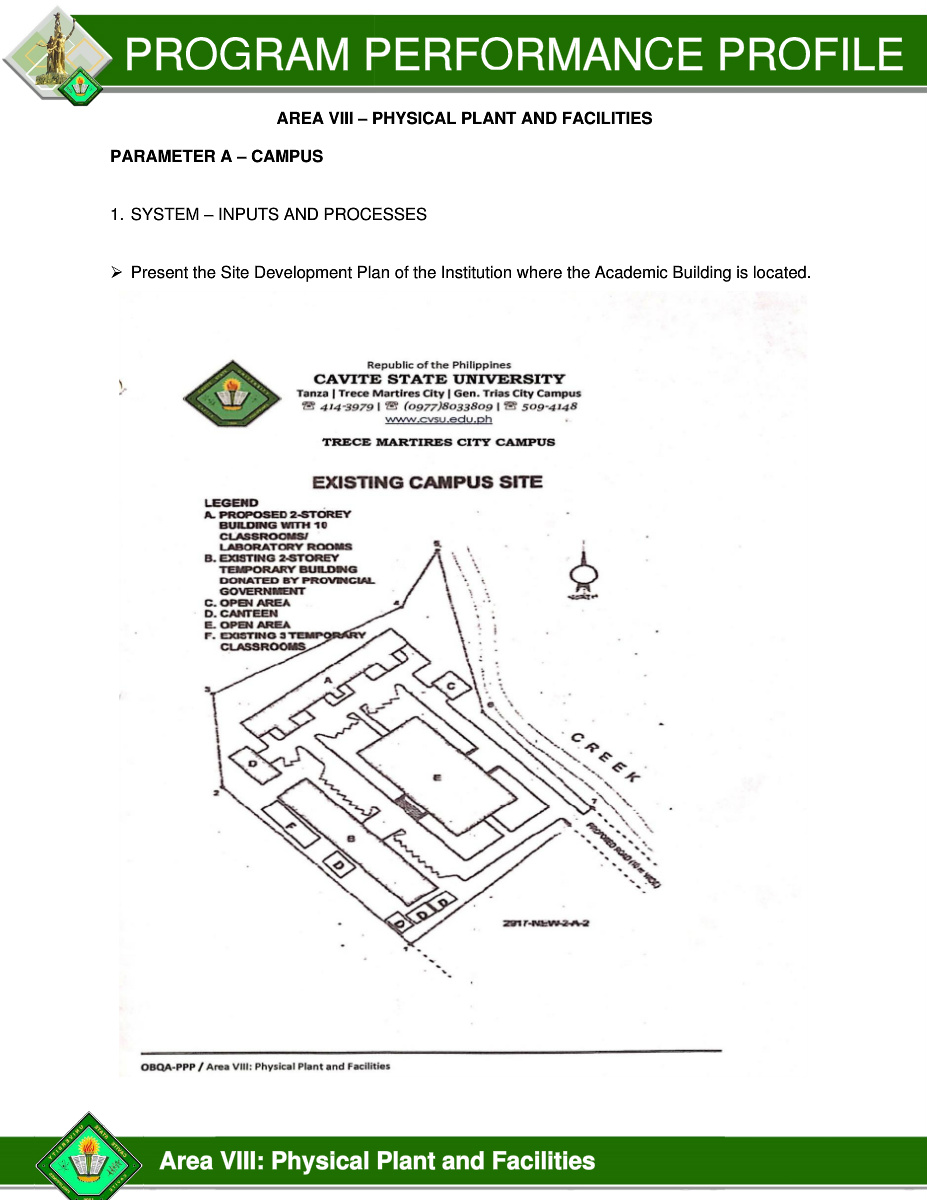 PROGRAM PERFORMANCE PROFILE
AREA VIII – PHYSICAL PLANT AND FACILITIES
PARAMETER A – CAMPUS
1. SYSTEM – INPUTS AND PROCESSES
➢ Present the Site Development Plan of the Institution where the Academic Building is located.
Republic of the Philippines
CAVITE STATE UNIVERSITY
Tanza | Trece Martires City | Gen. Trias City Campus
☏ 414-3979 | ☏ (0977)8033809 | ☏ 509-4148
www.cvsu.edu.ph
TRECE MARTIRES CITY CAMPUS
EXISTING CAMPUS SITE
LEGEND
A. PROPOSED 2-STOREY
BUILDING WITH 10
CLASSROOMS/
LABORATORY ROOMS
B. EXISTING 2-STOREY
TEMPORARY BUILDING
DONATED BY PROVINCIAL
GOVERNMENT
C. OPEN AREA
D. CANTEEN
E. OPEN AREA
F. EXISTING 3 TEMPORARY
CLASSROOMS
5
4
3
A
C
6
CREEK
D
E
2
7
F
B
PROPOSED ROAD (10 m WIDE)
D
D D D
2917-NEW-2-A-2
1
OBQA-PPP / Area VIII: Physical Plant and Facilities
Area VIII: Physical Plant and Facilities